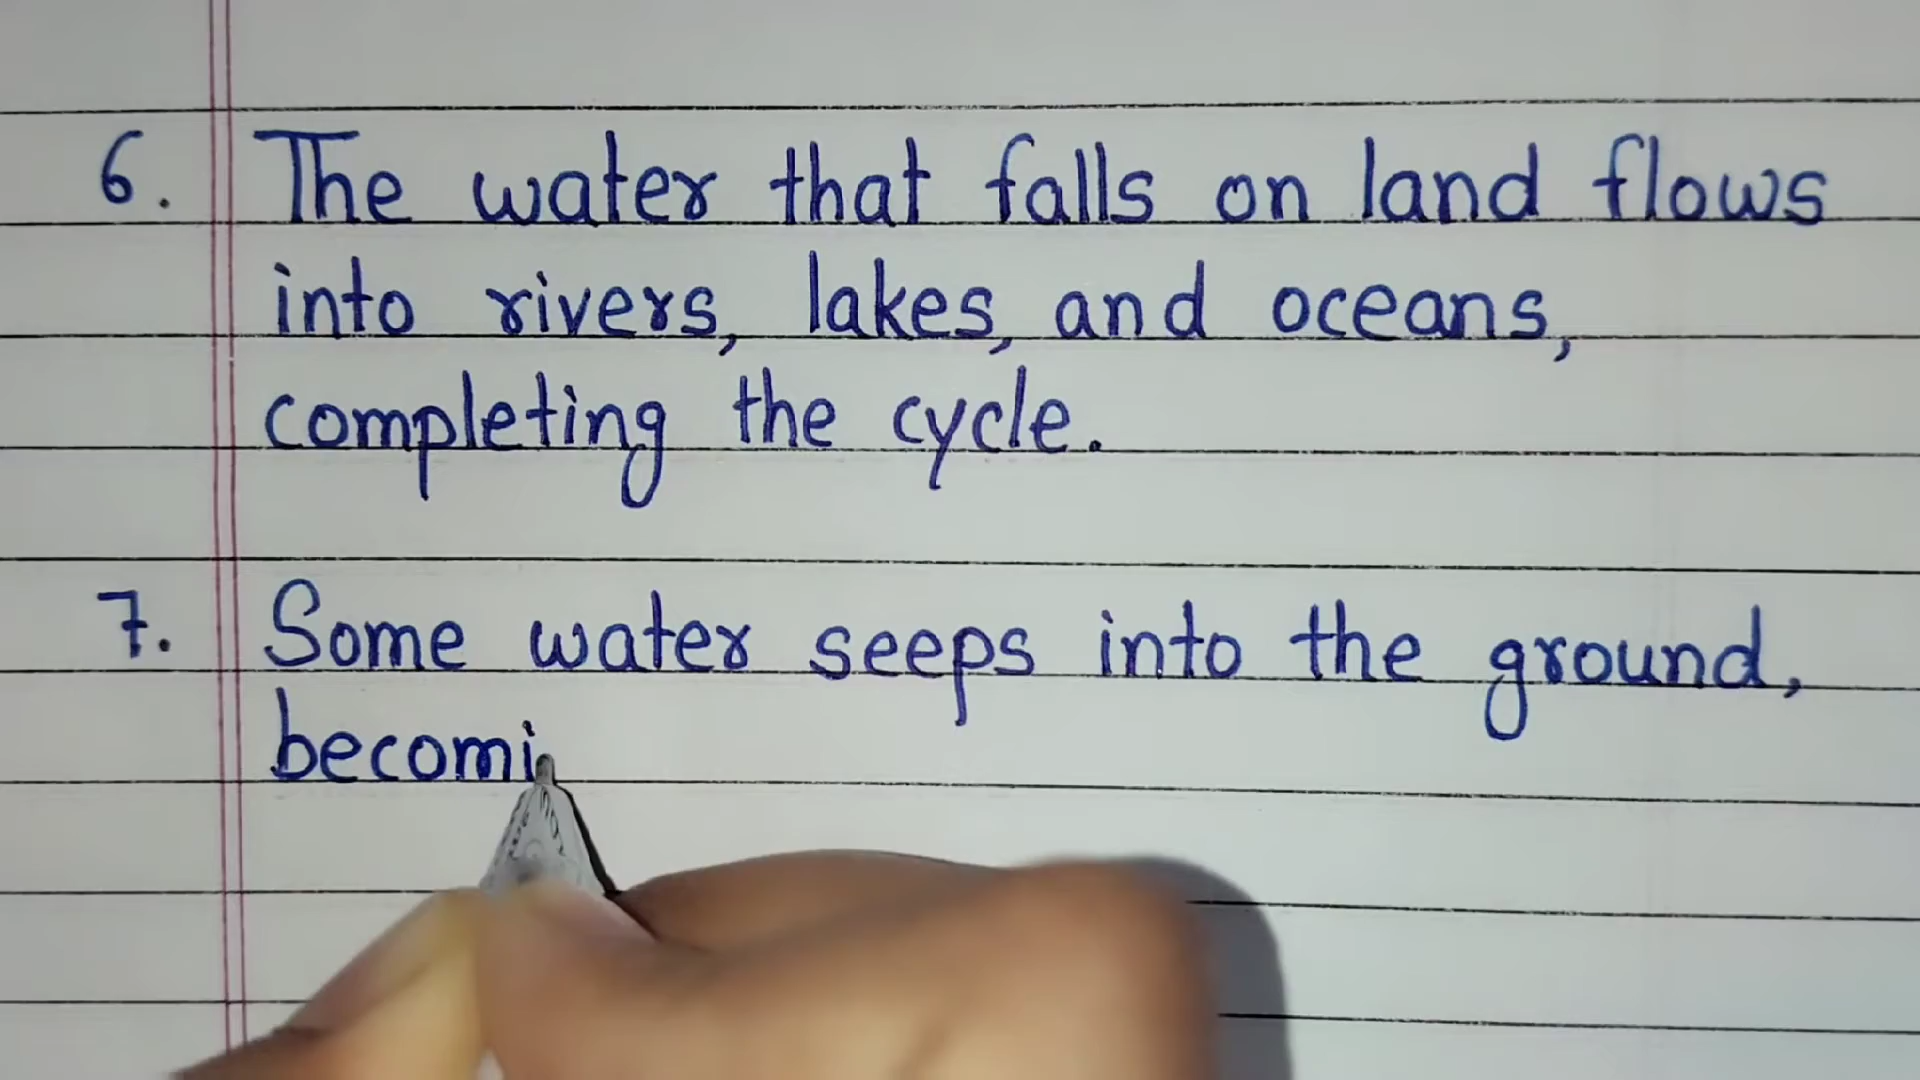 6. The water that falls on land flows
into rivers, lakes, and oceans,
completing the cycle.
7. Some water seeps into the ground,
becomi